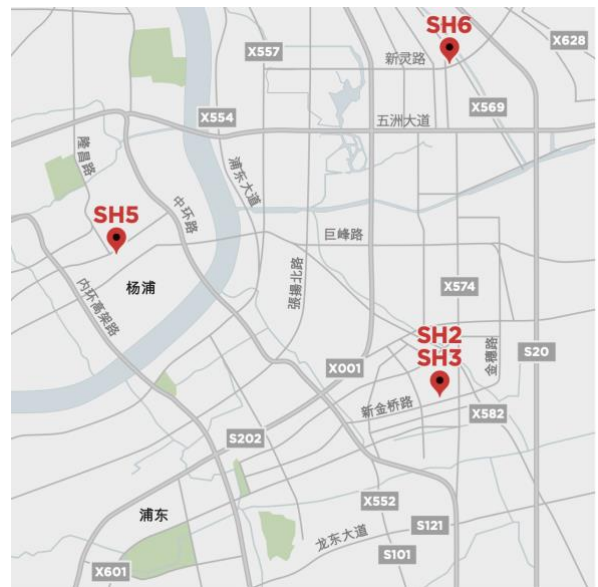 SH6
X628
X557
新灵路
X569
X554
五洲大道
隆昌路
浦东大道
中环路
SH5
巨峰路
张揚北路
杨浦
内环高架路
X574
SH2
SH3
金穗路
S20
X001
新金桥路
X582
S202
X552
浦东
S121
龙东大道
S101
X601